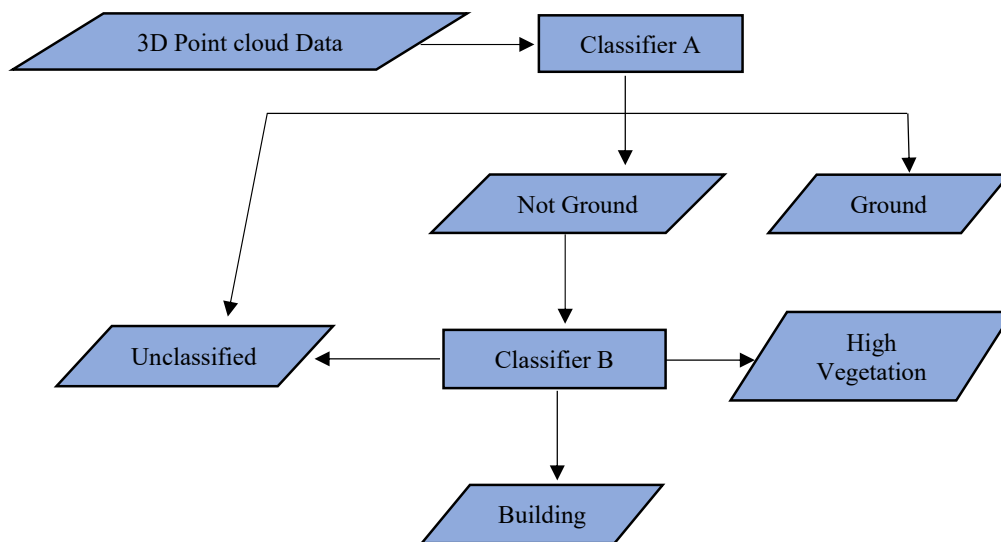 3D Point cloud Data
Classifier A
Not Ground
Ground
Unclassified
Classifier B
High
Vegetation
Building